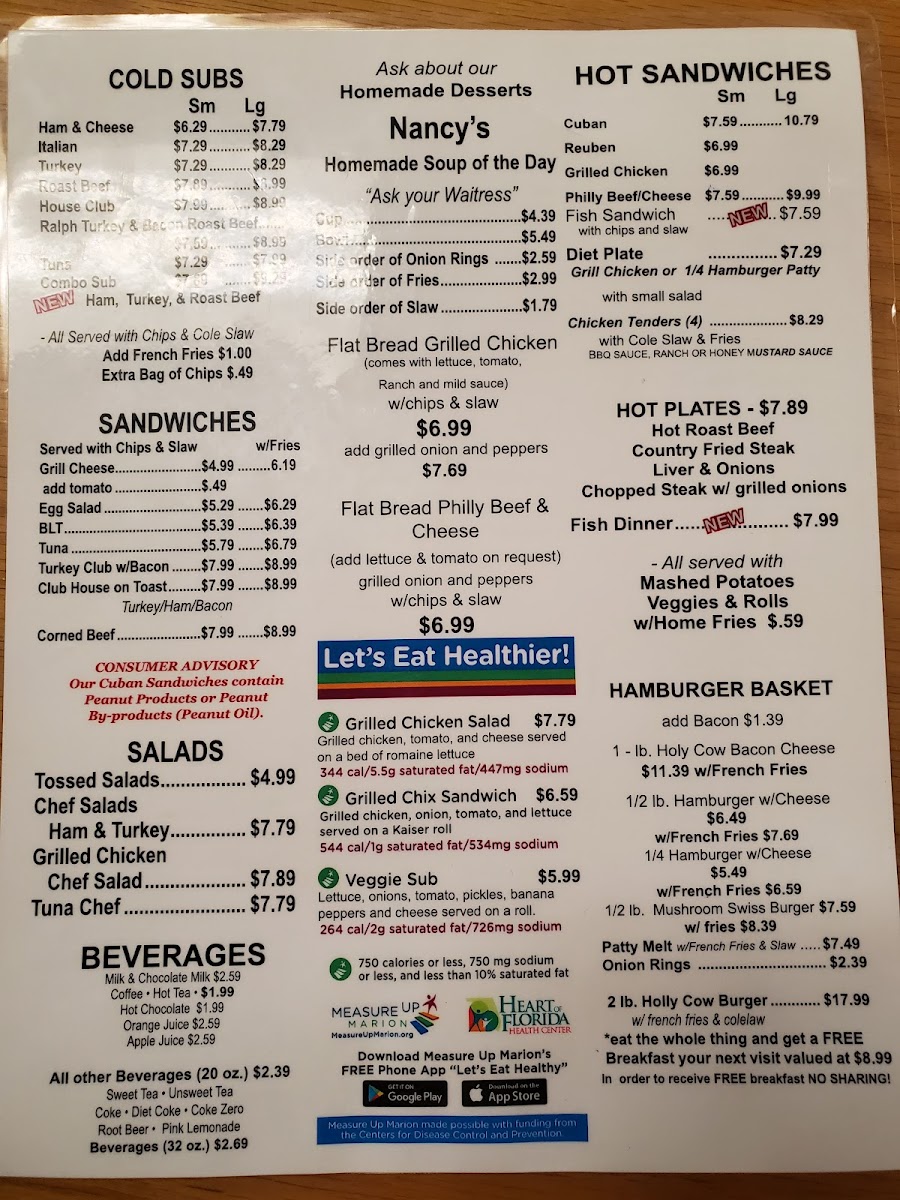 COLD SUBS
Sm Lg
Ham & Cheese $6.29...........$7.79
Italian $7.29...........$8.29
Turkey $7.29...........$8.29
Roast Beef $7.89
House Club $7.99 $8.99
Ralph Turkey & Bacon Roast Beef......
$8.99
Tuna $7.29 $7.99
Combo Sub
NEW Ham, Turkey, & Roast Beef
- All Served with Chips & Cole Slaw
Add French Fries $1.00
Extra Bag of Chips $.49
SANDWICHES
Served with Chips & Slaw w/Fries
Grill Cheese......................$4.99 .........6.19
add tomato ......................$.49
Egg Salad .........................$5.29 .......$6.29
BLT...................................$5.39 .......$6.39
Tuna .................................$5.79 .......$6.79
Turkey Club w/Bacon ........$7.99 .......$8.99
Club House on Toast.........$7.99 .......$8.99
Turkey/Ham/Bacon
Corned Beef......................$7.99 .......$8.99
CONSUMER ADVISORY
Our Cuban Sandwiches contain
Peanut Products or Peanut
By-products (Peanut Oil).
SALADS
Tossed Salads................. $4.99
Chef Salads
Ham & Turkey............... $7.79
Grilled Chicken
Chef Salad.................... $7.89
Tuna Chef ........................ $7.79
BEVERAGES
Milk & Chocolate Milk $2.59
Coffee • Hot Tea • $1.99
Hot Chocolate $1.99
Orange Juice $2.59
Apple Juice $2.59
All other Beverages (20 oz.) $2.39
Sweet Tea • Unsweet Tea
Coke • Diet Coke • Coke Zero
Root Beer • Pink Lemonade
Beverages (32 oz.) $2.69
Ask about our
Homemade Desserts
Nancy's
Homemade Soup of the Day
"Ask your Waitress"
Cup....................................$4.39
Bowl...................................$5.49
Side order of Onion Rings ......$2.59
Side order of Fries..................$2.99
Side order of Slaw.....................$1.79
Flat Bread Grilled Chicken
(comes with lettuce, tomato,
Ranch and mild sauce)
w/chips & slaw
$6.99
add grilled onion and peppers
$7.69
Flat Bread Philly Beef &
Cheese
(add lettuce & tomato on request)
grilled onion and peppers
w/chips & slaw
$6.99
Let's Eat Healthier!
Grilled Chicken Salad $7.79
Grilled chicken, tomato, and cheese served
on a bed of romaine lettuce
344 cal/5.5g saturated fat/447mg sodium
Grilled Chix Sandwich $6.59
Grilled chicken, onion, tomato, and lettuce
served on a Kaiser roll
544 cal/1g saturated fat/534mg sodium
Veggie Sub $5.99
Lettuce, onions, tomato, pickles, banana
peppers and cheese served on a roll.
264 cal/2g saturated fat/726mg sodium
750 calories or less, 750 mg sodium
or less, and less than 10% saturated fat
MEASURE UP
MARION
MeasureUpMarion.org
HEART OF
FLORIDA
HEALTH CENTER
Download Measure Up Marion's
FREE Phone App "Let's Eat Healthy"
GET IT ON
Google Play
Download on the
App Store
Measure Up Marion made possible with funding from
the Centers for Disease Control and Prevention.
HOT SANDWICHES
Sm Lg
Cuban $7.59...........10.79
Reuben $6.99
Grilled Chicken $6.99
Philly Beef/Cheese $7.59..........$9.99
Fish Sandwich .....NEW.. $7.59
with chips and slaw
Diet Plate ................$7.29
Grill Chicken or 1/4 Hamburger Patty
with small salad
Chicken Tenders (4) ....................$8.29
with Cole Slaw & Fries
BBQ SAUCE, RANCH OR HONEY MUSTARD SAUCE
HOT PLATES - $7.89
Hot Roast Beef
Country Fried Steak
Liver & Onions
Chopped Steak w/ grilled onions
Fish Dinner......NEW.......... $7.99
- All served with
Mashed Potatoes
Veggies & Rolls
w/Home Fries $.59
HAMBURGER BASKET
add Bacon $1.39
1 - lb. Holy Cow Bacon Cheese
$11.39 w/French Fries
1/2 lb. Hamburger w/Cheese
$6.49
w/French Fries $7.69
1/4 Hamburger w/Cheese
$5.49
w/French Fries $6.59
1/2 lb. Mushroom Swiss Burger $7.59
w/ fries $8.39
Patty Melt w/French Fries & Slaw .....$7.49
Onion Rings ............................... $2.39
2 lb. Holly Cow Burger............ $17.99
w/ french fries & colelaw
*eat the whole thing and get a FREE
Breakfast your next visit valued at $8.99
In order to receive FREE breakfast NO SHARING!